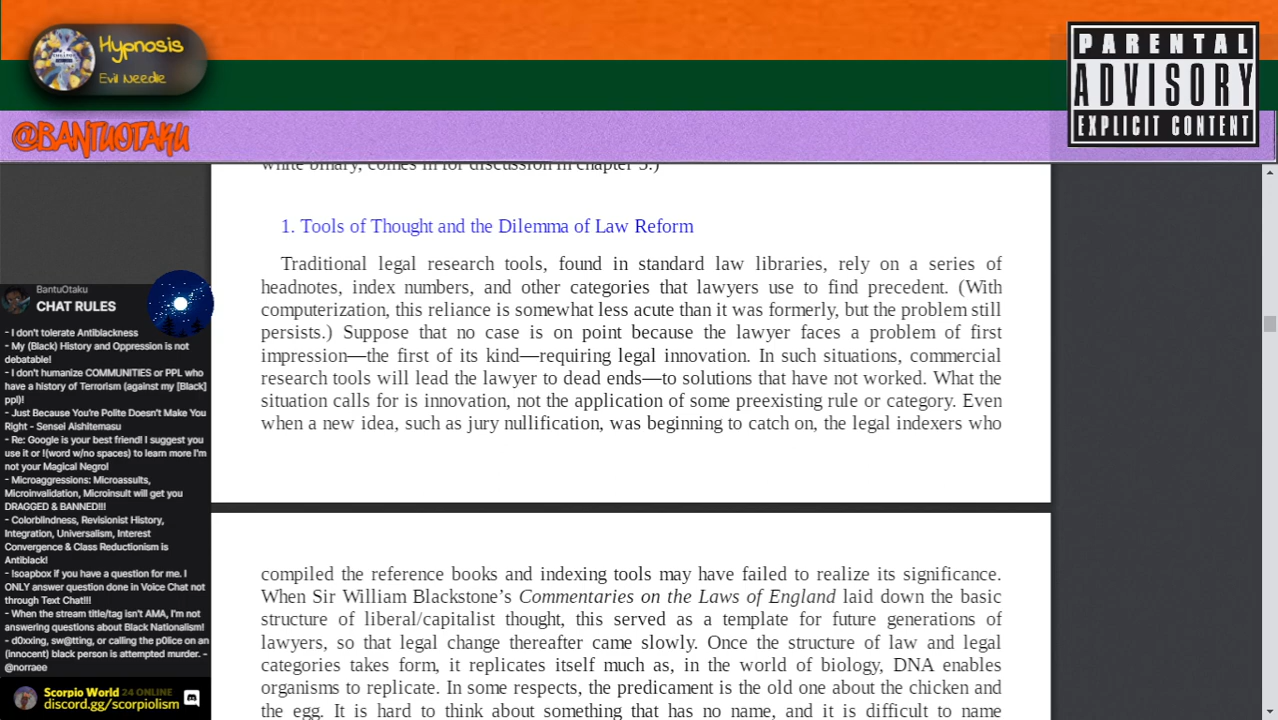 Hypnosis
Evil Needle
PARENTAL
ADVISORY
EXPLICIT CONTENT
@BANTUOTAKU
white binary, comes in for discussion in chapter 3.)
1. Tools of Thought and the Dilemma of Law Reform
Traditional legal research tools, found in standard law libraries, rely on a series of
headnotes, index numbers, and other categories that lawyers use to find precedent. (With
computerization, this reliance is somewhat less acute than it was formerly, but the problem still
persists.) Suppose that no case is on point because the lawyer faces a problem of first
impression—the first of its kind—requiring legal innovation. In such situations, commercial
research tools will lead the lawyer to dead ends—to solutions that have not worked. What the
situation calls for is innovation, not the application of some preexisting rule or category. Even
when a new idea, such as jury nullification, was beginning to catch on, the legal indexers who
compiled the reference books and indexing tools may have failed to realize its significance.
When Sir William Blackstone's Commentaries on the Laws of England laid down the basic
structure of liberal/capitalist thought, this served as a template for future generations of
lawyers, so that legal change thereafter came slowly. Once the structure of law and legal
categories takes form, it replicates itself much as, in the world of biology, DNA enables
organisms to replicate. In some respects, the predicament is the old one about the chicken and
the egg. It is hard to think about something that has no name, and it is difficult to name
BantuOtaku
CHAT RULES
- I don't tolerate Antiblackness
- My (Black) History and Oppression is not
debatable!
- I don't humanize COMMUNITIES or PPL who
have a history of Terrorism (against my [Black]
ppl)!
- Just Because You're Polite Doesn't Make You
Right - Sensei Aishitemasu
- Re: Google is your best friend! I suggest you
use it or !(word w/no spaces) to learn more I'm
not your Magical Negro!
- Microaggressions: Microassults,
Microinvalidation, Microinsult will get you
DRAGGED & BANNED!!!
- Colorblindness, Revisionist History,
Integration, Universalism, Interest
Convergence & Class Reductionism is
Antiblack!
- !soapbox if you have a question for me. I
ONLY answer question done in Voice Chat not
through Text Chat!!!
- When the stream title/tag isn't AMA, I'm not
answering questions about Black Nationalism!
- d0xxing, sw@tting, or calling the p0lice on an
(innocent) black person is attempted murder. -
@norraee
Scorpio World 24 ONLINE
discord.gg/scorpiolism